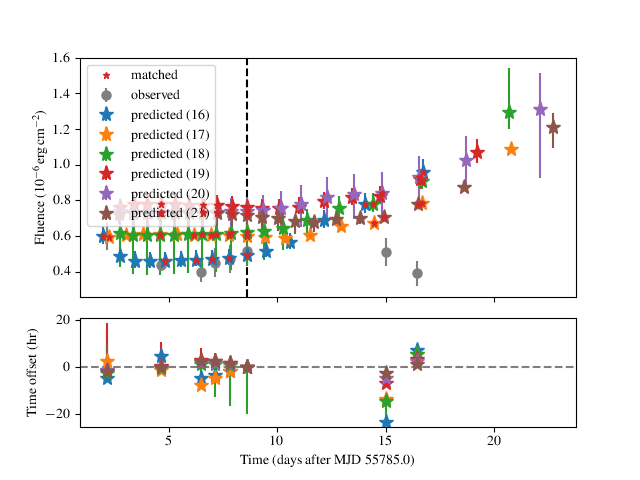 1.6
1.4
1.2
1.0
0.8
0.6
0.4
Fluence (10⁻⁶ erg cm⁻²)
matched
observed
predicted (16)
predicted (17)
predicted (18)
predicted (19)
predicted (20)
20
0
−20
Time offset (hr)
5
10
15
20
Time (days after MJD 55785.0)